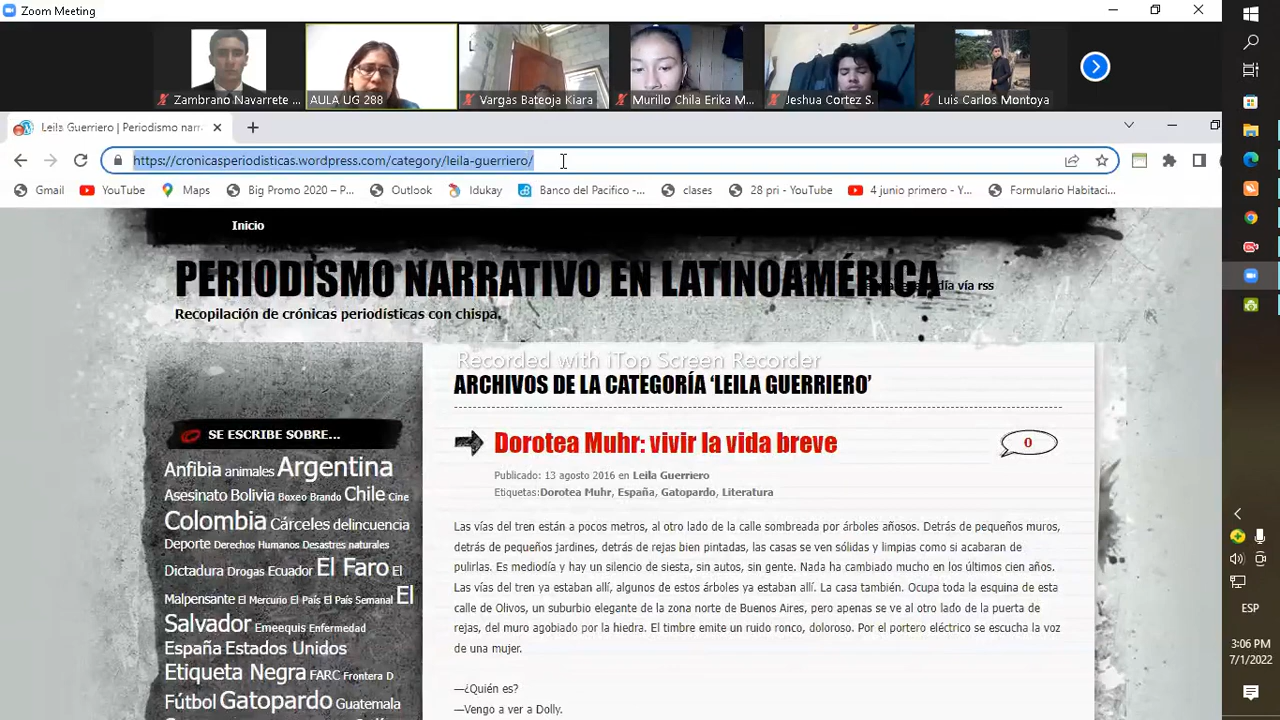 Zoom Meeting
Zambrano Navarrete ...
AULA UG 288
Vargas Bateoja Kiara
Murillo Chila Erika M...
Jeshua Cortez S.
Luis Carlos Montoya
Leila Guerriero | Periodismo narr
https://cronicasperiodisticas.wordpress.com/category/leila-guerriero/
Gmail
YouTube
Maps
Big Promo 2020 – P...
Outlook
Idukay
Banco del Pacifico -...
clases
28 pri - YouTube
4 junio primero - Y...
Formulario Habitaci...
Inicio
PERIODISMO NARRATIVO EN LATINOAMÉRICA
día vía rss
Recopilación de crónicas periodísticas con chispa.
Recorded with iTop Screen Recorder
ARCHIVOS DE LA CATEGORÍA ‘LEILA GUERRIERO’
SE ESCRIBE SOBRE...
Anfibia animales Argentina
Asesinato Bolivia Boxeo Brando Chile Cine
Colombia Cárceles delincuencia
Deporte Derechos Humanos Desastres naturales
Dictadura Drogas Ecuador El Faro El
Malpensante El Mercurio El País El País Semanal El
Salvador Emeequis Enfermedad
España Estados Unidos
Etiqueta Negra FARC Frontera D
Fútbol Gatopardo Guatemala
Dorotea Muhr: vivir la vida breve
0
Publicado: 13 agosto 2016 en Leila Guerriero
Etiquetas:Dorotea Muhr, España, Gatopardo, Literatura
Las vías del tren están a pocos metros, al otro lado de la calle sombreada por árboles añosos. Detrás de pequeños muros,
detrás de pequeños jardines, detrás de rejas bien pintadas, las casas se ven sólidas y limpias como si acabaran de
pulirlas. Es mediodía y hay un silencio de siesta, sin autos, sin gente. Nada ha cambiado mucho en los últimos cien años.
Las vías del tren ya estaban allí, algunos de estos árboles ya estaban allí. La casa también. Ocupa toda la esquina de esta
calle de Olivos, un suburbio elegante de la zona norte de Buenos Aires, pero apenas se ve al otro lado de la puerta de
rejas, del muro agobiado por la hiedra. El timbre emite un ruido ronco, doloroso. Por el portero eléctrico se escucha la voz
de una mujer.
—¿Quién es?
—Vengo a ver a Dolly.
ESP
3:06 PM
7/1/2022